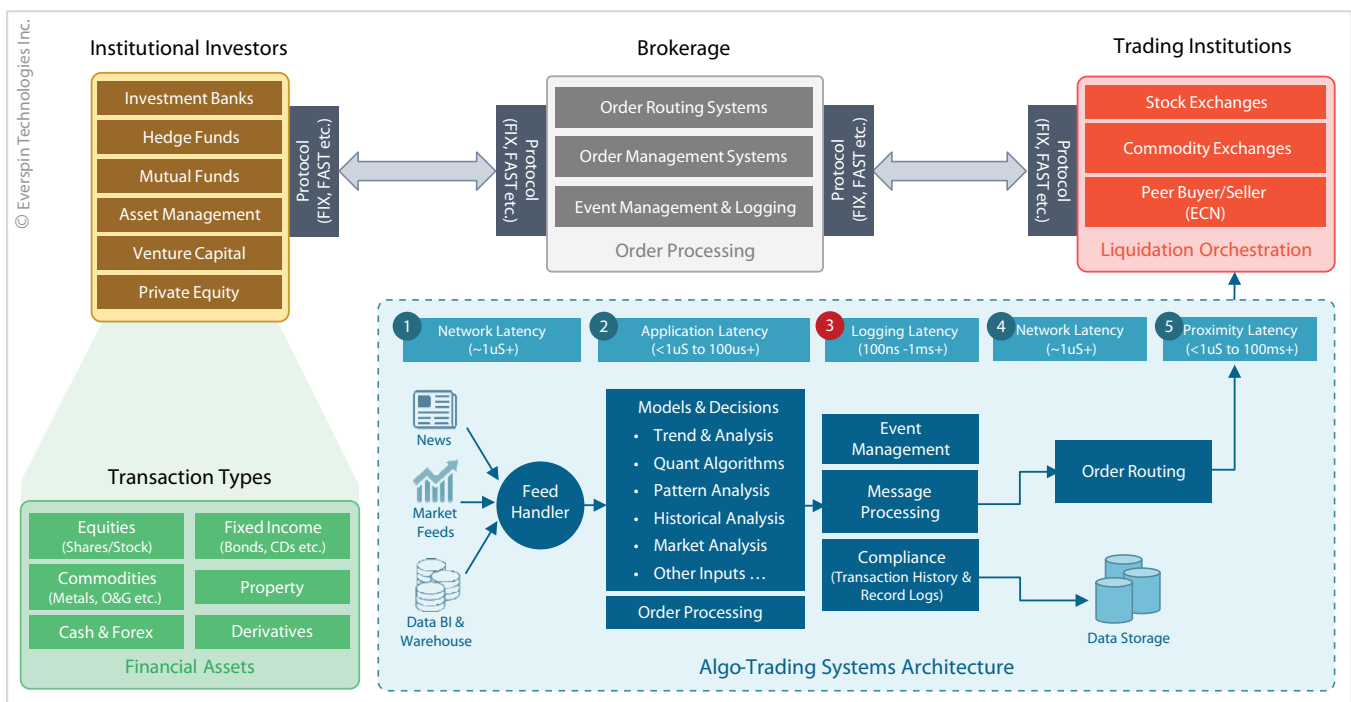 © Everspin Technologies Inc.
Institutional Investors
Investment Banks
Hedge Funds
Mutual Funds
Asset Management
Venture Capital
Private Equity
Protocol
(FIX, FAST etc.)
Brokerage
Protocol
(FIX, FAST
etc.)
Order Routing Systems
Order Management Systems
Event Management & Logging
Order Processing
Protocol
(FIX, FAST etc.)
Trading Institutions
Protocol
(FIX, FAST
etc.)
Stock Exchanges
Commodity Exchanges
Peer Buyer/Seller
(ECN)
Liquidation Orchestration
Transaction Types
Equities
(Shares/Stock)
Fixed Income
(Bonds, CDs etc.)
Commodities
(Metals, O&G etc.)
Property
Cash & Forex
Derivatives
Financial Assets
1
Network Latency
(~1uS+)
2
Application Latency
(<1uS to 100us+)
3
Logging Latency
(100ns -1ms+)
4
Network Latency
(~1uS+)
5
Proximity Latency
(<1uS to 100ms+)
News
Market
Feeds
Data BI &
Warehouse
Feed
Handler
Models & Decisions
• Trend & Analysis
• Quant Algorithms
• Pattern Analysis
• Historical Analysis
• Market Analysis
• Other Inputs ...
Order Processing
Event
Management
Message
Processing
Compliance
(Transaction History &
Record Logs)
Order Routing
Data Storage
Algo-Trading Systems Architecture